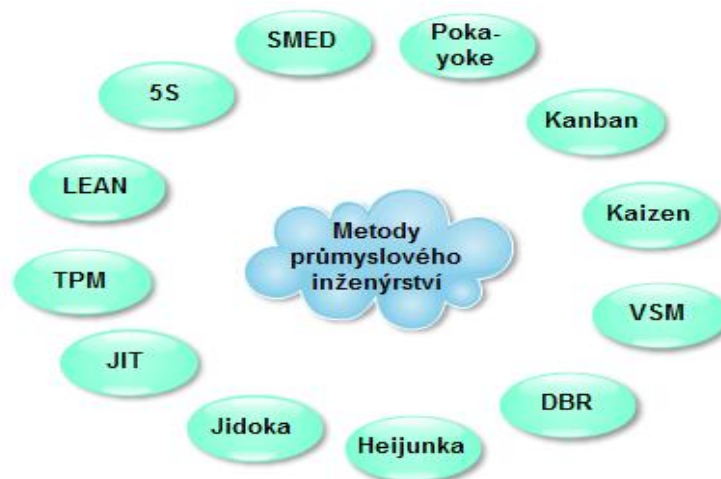 SMED
Poka-
yoke
5S
Kanban
LEAN
Kaizen
Metody
průmyslového
inženýrství
TPM
VSM
JIT
DBR
Jidoka
Heijunka